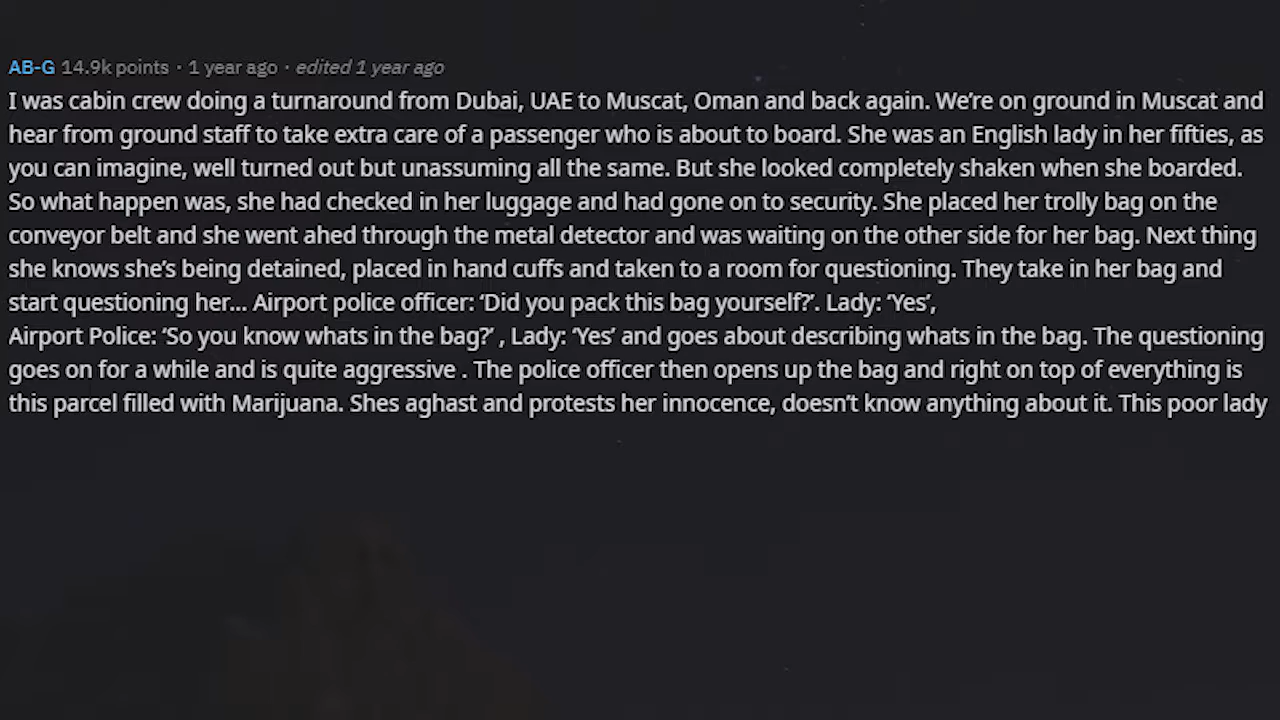 AB-G 14.9k points · 1 year ago · edited 1 year ago
I was cabin crew doing a turnaround from Dubai, UAE to Muscat, Oman and back again. We’re on ground in Muscat and
hear from ground staff to take extra care of a passenger who is about to board. She was an English lady in her fifties, as
you can imagine, well turned out but unassuming all the same. But she looked completely shaken when she boarded.
So what happen was, she had checked in her luggage and had gone on to security. She placed her trolly bag on the
conveyor belt and she went ahed through the metal detector and was waiting on the other side for her bag. Next thing
she knows she’s being detained, placed in hand cuffs and taken to a room for questioning. They take in her bag and
start questioning her... Airport police officer: ‘Did you pack this bag yourself?’. Lady: ‘Yes’,
Airport Police: ‘So you know whats in the bag?’ , Lady: ‘Yes’ and goes about describing whats in the bag. The questioning
goes on for a while and is quite aggressive . The police officer then opens up the bag and right on top of everything is
this parcel filled with Marijuana. Shes aghast and protests her innocence, doesn’t know anything about it. This poor lady